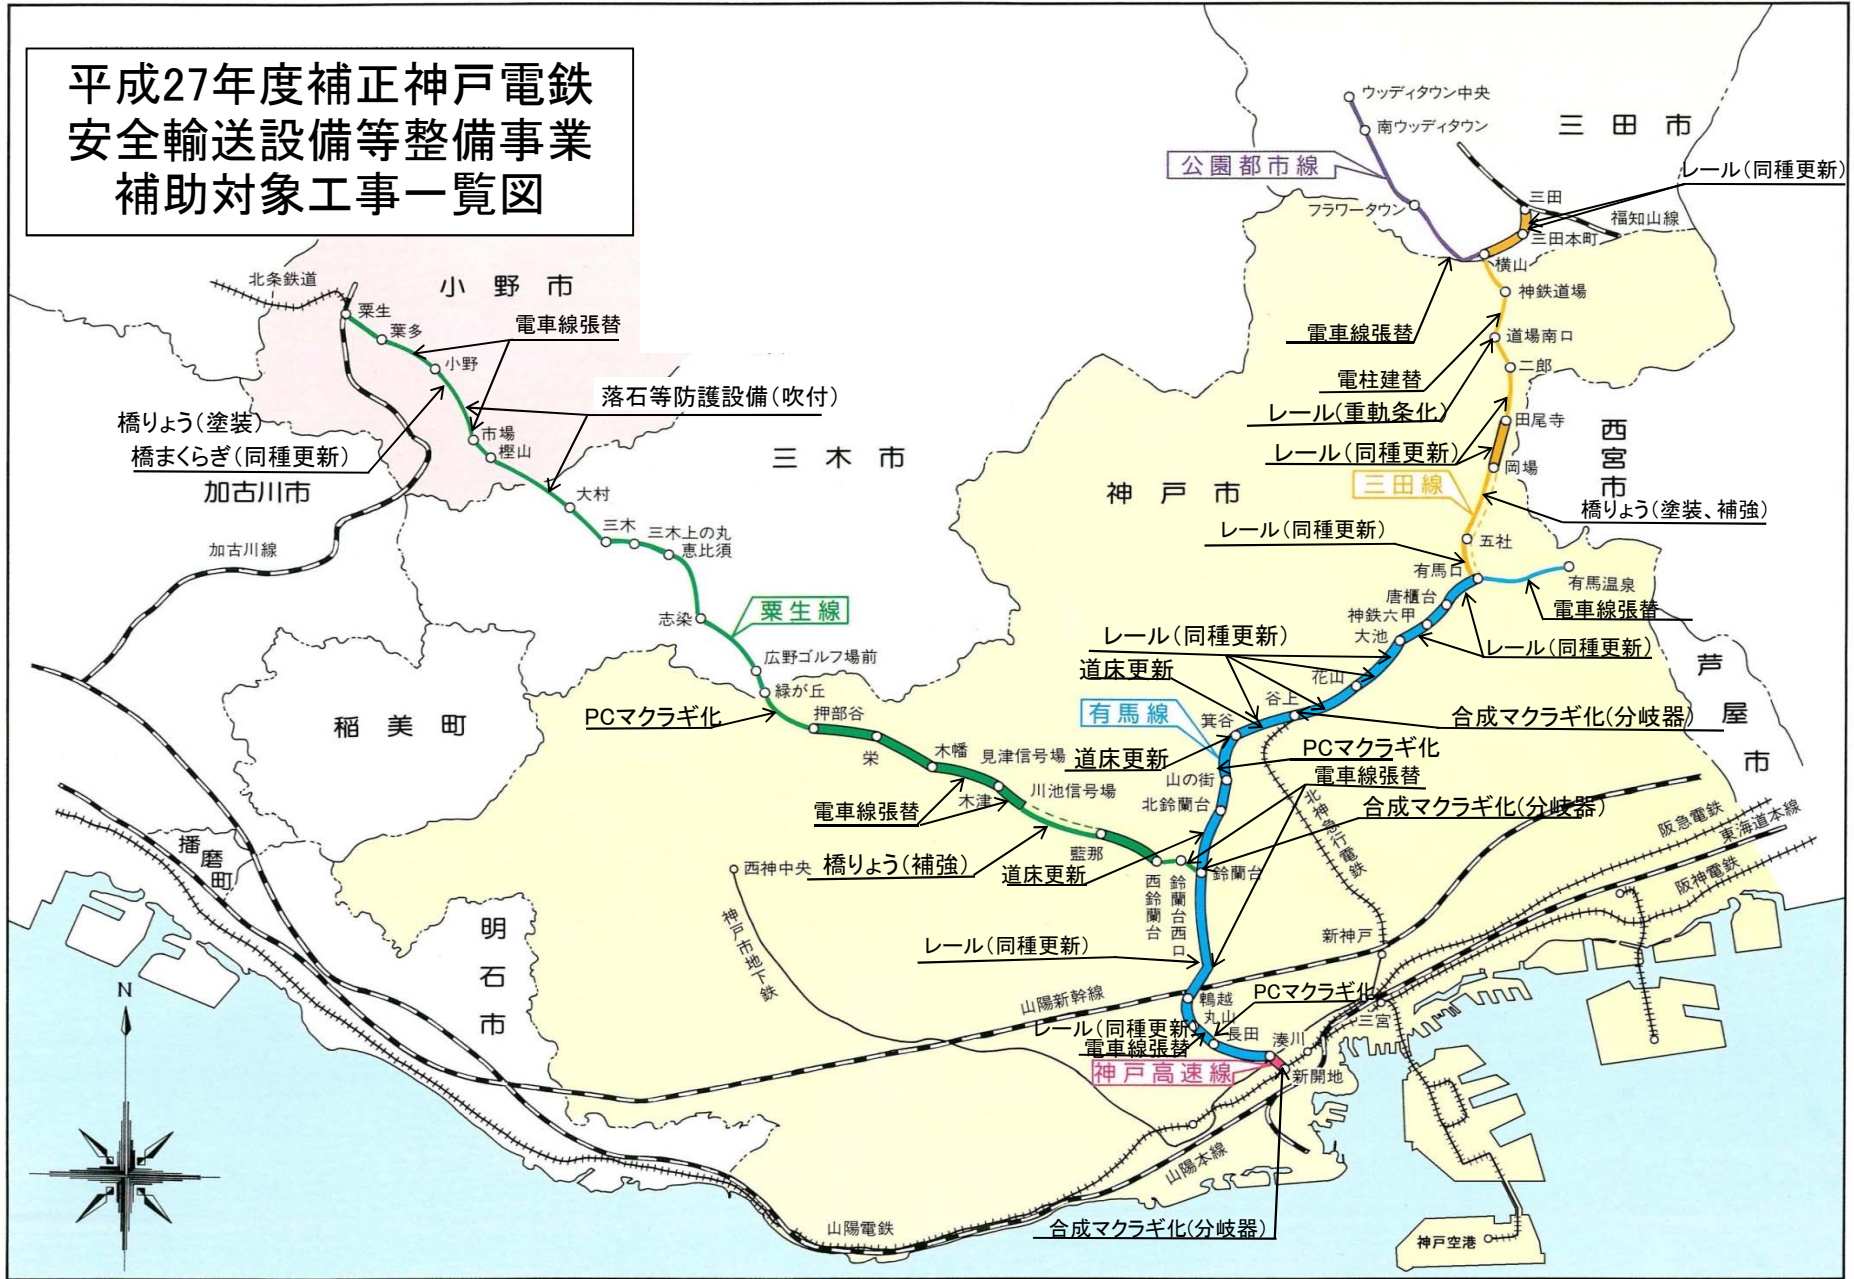 平成27年度補正神戸電鉄
安全輸送設備等整備事業
補助対象工事一覧図
ウッディタウン中央
南ウッディタウン
三田市
公園都市線
レール(同種更新)
フラワータウン
三田
福知山線
三田本町
横山
神鉄道場
電車線張替
道場南口
電柱建替
二郎
レール(重軌条化)
田尾寺
西宮市
レール(同種更新)
岡場
三田線
橋りょう(塗装、補強)
レール(同種更新)
五社
有馬口
有馬温泉
電車線張替
唐櫃台
神鉄六甲
大池
レール(同種更新)
レール(同種更新)
道床更新
花山
谷上
芦屋市
有馬線
箕谷
合成マクラギ化(分岐器)
道床更新
PCマクラギ化
山の街
電車線張替
北鈴蘭台
合成マクラギ化(分岐器)
北神急行電鉄
阪急電鉄
東海道本線
阪神電鉄
北条鉄道
小野市
粟生
葉多
電車線張替
小野
落石等防護設備(吹付)
橋りょう(塗装)
橋まくらぎ(同種更新)
市場
樫山
三木市
神戸市
加古川市
大村
三木
三木上の丸
恵比須
加古川線
志染
粟生線
広野ゴルフ場前
緑が丘
PCマクラギ化
押部谷
稲美町
栄
木幡
見津信号場
木津
川池信号場
電車線張替
藍那
橋りょう(補強)
道床更新
鈴蘭台
西鈴蘭台
鈴蘭台西口
西神中央
神戸市地下鉄
播磨町
明石市
レール(同種更新)
新神戸
山陽新幹線
鵯越
PCマクラギ化
丸山
レール(同種更新)
長田
電車線張替
湊川
三宮
神戸高速線
新開地
N
山陽本線
山陽電鉄
合成マクラギ化(分岐器)
神戸空港